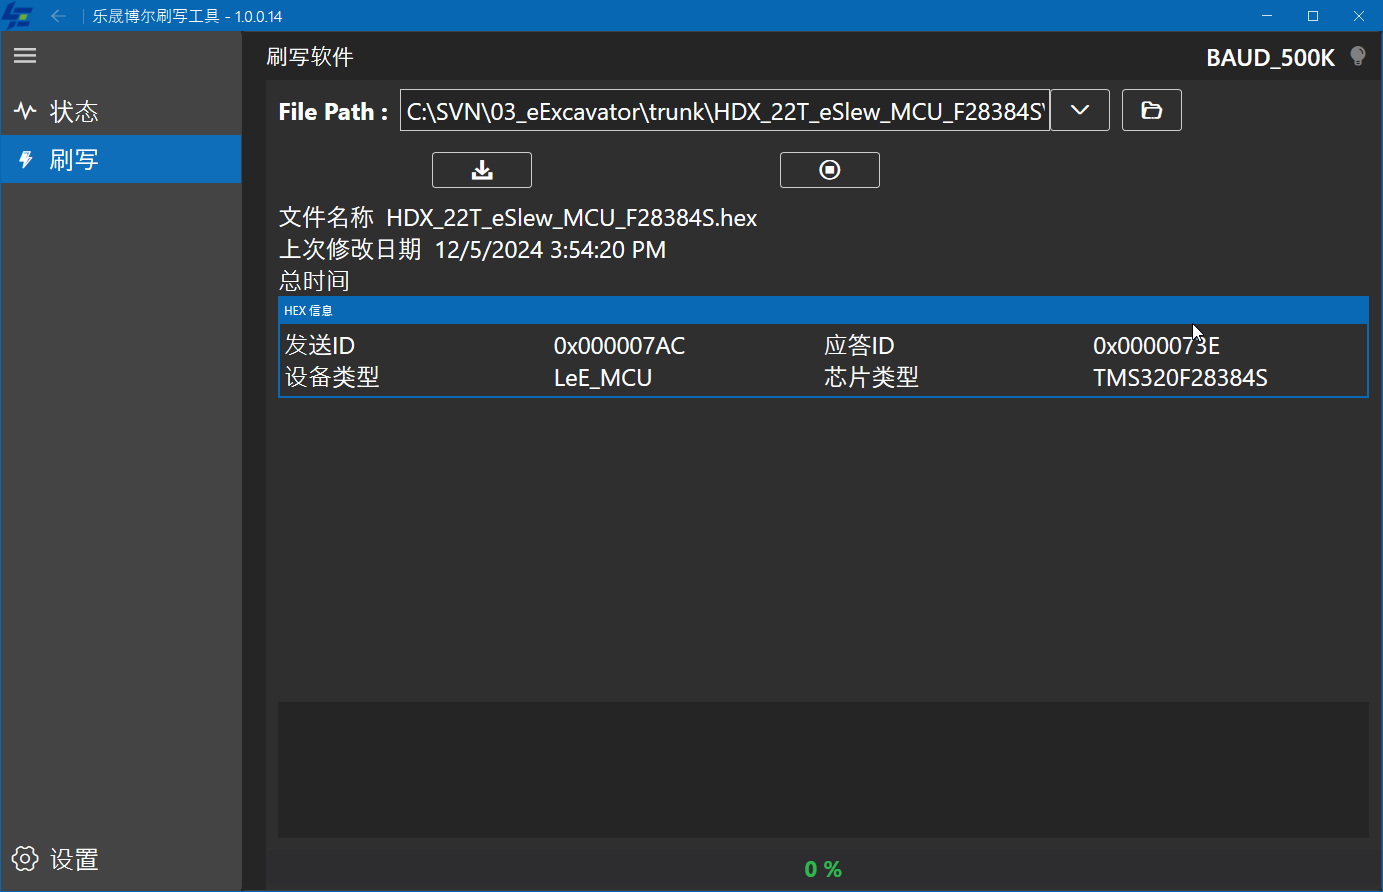 乐晟博尔刷写工具 - 1.0.0.14
刷写软件
BAUD_500K
状态
刷写
File Path : C:\SVN\03_eExcavator\trunk\HDX_22T_eSlew_MCU_F28384S\
文件名称 HDX_22T_eSlew_MCU_F28384S.hex
上次修改日期 12/5/2024 3:54:20 PM
总时间
HEX 信息
发送ID 0x000007AC 应答ID 0x0000073E
设备类型 LeE_MCU 芯片类型 TMS320F28384S
设置
0 %